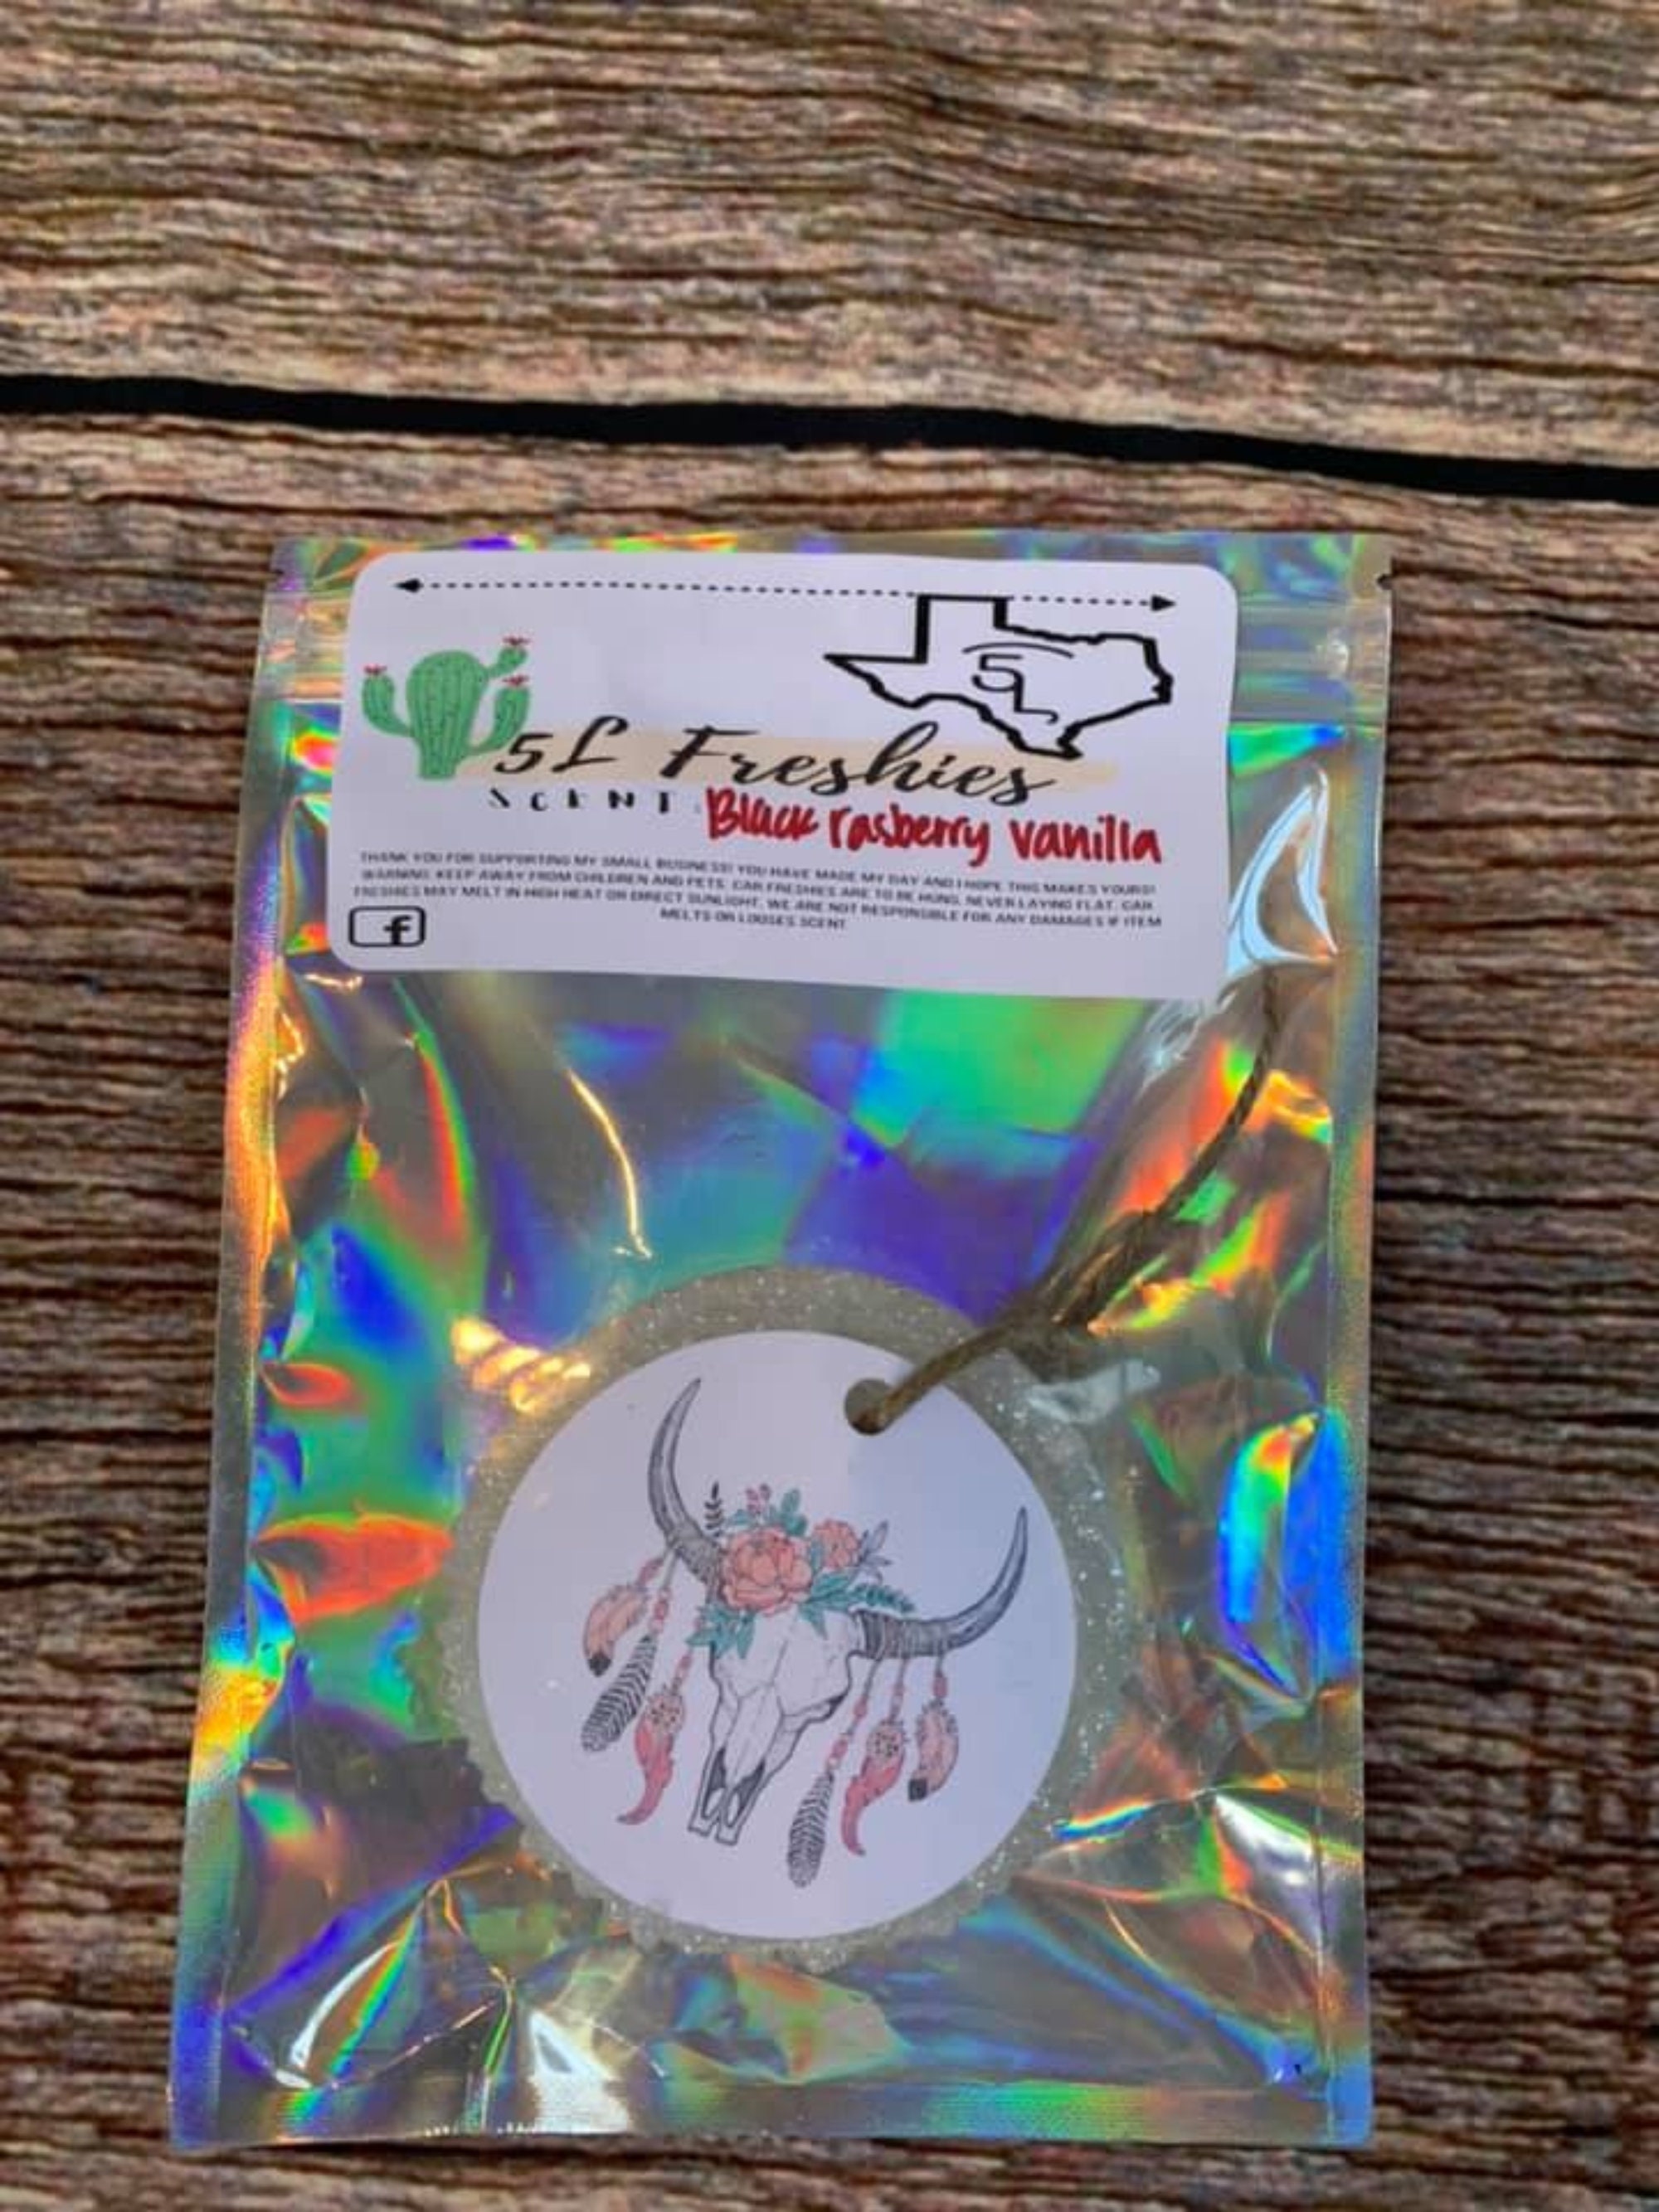 5L
5L Freshies
SCENT: Black rasberry vanilla
THANK YOU FOR SUPPORTING MY SMALL BUSINESS! YOU HAVE MADE MY DAY AND I HOPE THIS MAKES YOURS!
WARNING: KEEP AWAY FROM CHILDREN AND PETS. CAR FRESHIES ARE TO BE HUNG, NEVER LAYING FLAT. CAR
FRESHIES MAY MELT IN HIGH HEAT OR DIRECT SUNLIGHT. WE ARE NOT RESPONSIBLE FOR ANY DAMAGES IF ITEM
MELTS OR LOOSES SCENT.
f